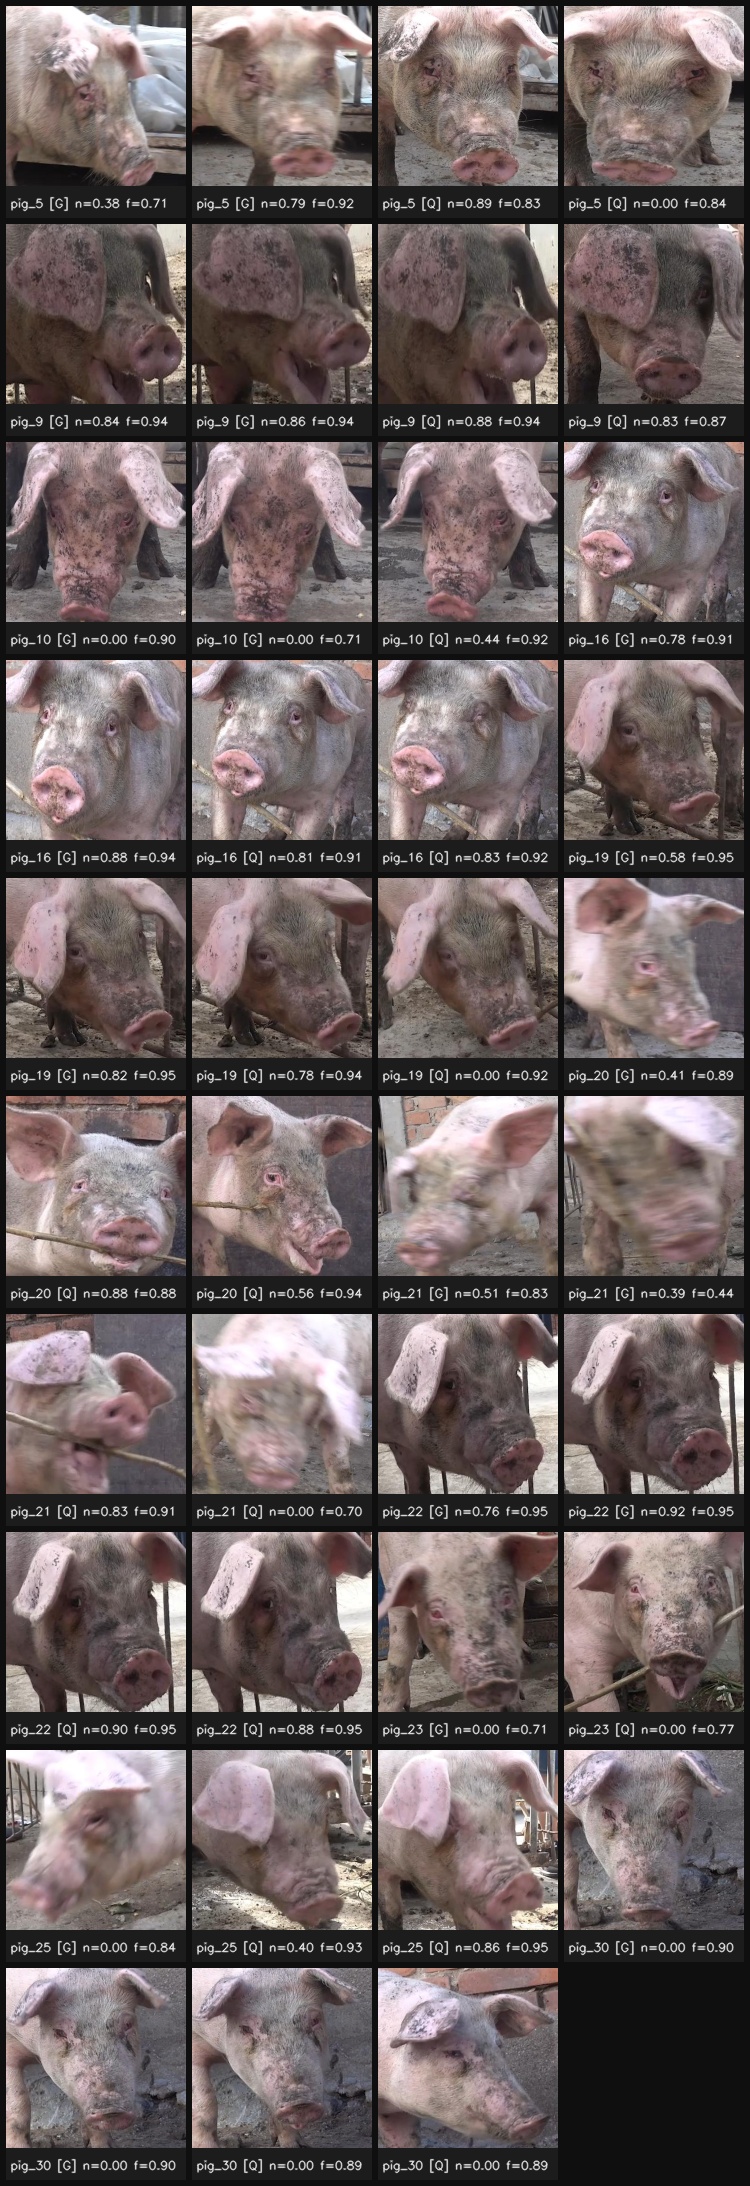 pig_5 [G] n=0.38 f=0.71
pig_5 [G] n=0.79 f=0.92
pig_5 [Q] n=0.89 f=0.83
pig_5 [Q] n=0.00 f=0.84
pig_9 [G] n=0.84 f=0.94
pig_9 [G] n=0.86 f=0.94
pig_9 [Q] n=0.88 f=0.94
pig_9 [Q] n=0.83 f=0.87
pig_10 [G] n=0.00 f=0.90
pig_10 [G] n=0.00 f=0.71
pig_10 [Q] n=0.44 f=0.92
pig_16 [G] n=0.78 f=0.91
pig_16 [G] n=0.88 f=0.94
pig_16 [Q] n=0.81 f=0.91
pig_16 [Q] n=0.83 f=0.92
pig_19 [G] n=0.58 f=0.95
pig_19 [G] n=0.82 f=0.95
pig_19 [Q] n=0.78 f=0.94
pig_19 [Q] n=0.00 f=0.92
pig_20 [G] n=0.41 f=0.89
pig_20 [Q] n=0.88 f=0.88
pig_20 [Q] n=0.56 f=0.94
pig_21 [G] n=0.51 f=0.83
pig_21 [G] n=0.39 f=0.44
pig_21 [Q] n=0.83 f=0.91
pig_21 [Q] n=0.00 f=0.70
pig_22 [G] n=0.76 f=0.95
pig_22 [G] n=0.92 f=0.95
pig_22 [Q] n=0.90 f=0.95
pig_22 [Q] n=0.88 f=0.95
pig_23 [G] n=0.00 f=0.71
pig_23 [Q] n=0.00 f=0.77
pig_25 [G] n=0.00 f=0.84
pig_25 [Q] n=0.40 f=0.93
pig_25 [Q] n=0.86 f=0.95
pig_30 [G] n=0.00 f=0.90
pig_30 [G] n=0.00 f=0.90
pig_30 [Q] n=0.00 f=0.89
pig_30 [Q] n=0.00 f=0.89